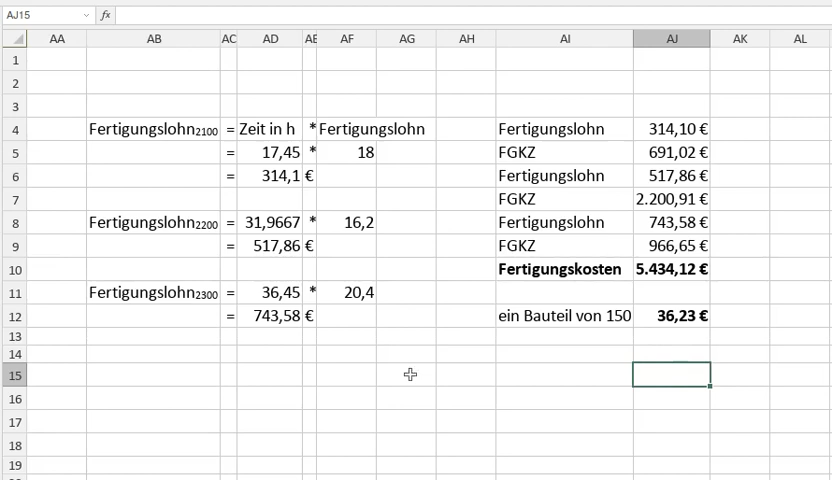 AJ15 fx
AA AB AC AD AE AF AG AH AI AJ AK AL
1
2
3
4 Fertigungslohn2100 = Zeit in h * Fertigungslohn Fertigungslohn 314,10 €
5 = 17,45 * 18 FGKZ 691,02 €
6 = 314,1 € Fertigungslohn 517,86 €
7 FGKZ 2.200,91 €
8 Fertigungslohn2200 = 31,9667 * 16,2 Fertigungslohn 743,58 €
9 = 517,86 € FGKZ 966,65 €
10 Fertigungskosten 5.434,12 €
11 Fertigungslohn2300 = 36,45 * 20,4
12 = 743,58 € ein Bauteil von 150 36,23 €
13
14
15
16
17
18
19